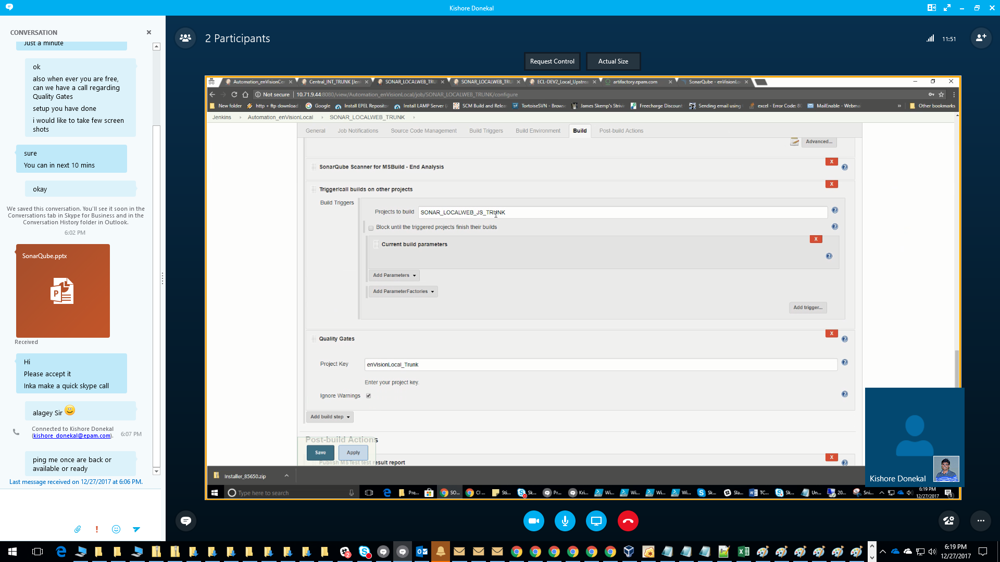 Kishore Donekal
CONVERSATION
Just a minute
ok
also when ever you are free,
can we have a call regarding
Quality Gates
setup you have done
i would like to take few screen
shots
sure
You can in next 10 mins
okay
We saved this conversation. You'll see it soon in the
Conversations tab in Skype for Business and in the
Conversation History folder in Outlook.
6:02 PM
SonarQube.pptx
Received
Hi
Please accept it
Inka make a quick skype call
alagey Sir
Connected to Kishore Donekal
(kishore_donekal@epam.com).
6:07 PM
ping me once are back or
available or ready
Last message received on 12/27/2017 at 6:06 PM.
2 Participants
11:51
Request Control
Actual Size
Automation_enVisionCer
Central_INT_TRUNK [Jen
SONAR_LOCALWEB_TRU
SONAR_LOCALWEB_TRU
ECL-DEV2_Local_Upstrea
artifactory.epam.com
SonarQube - enVisionLo
Not secure
10.71.9.44:8080/view/Automation_enVisionLocal/job/SONAR_LOCALWEB_TRUNK/configure
New folder
http + ftp download
Google
Install EPEL Reposito
Install LAMP Server (
SCM Build and Relea
TortoiseSVN - Browse
James Skemp's Strivi
Freecharge Discount
Sending email using
excel - Error Code: 80
MailEnable - Webma
»
Other bookmarks
Jenkins
Automation_enVisionLocal
SONAR_LOCALWEB_TRUNK
General
Job Notifications
Source Code Management
Build Triggers
Build Environment
Build
Post-build Actions
Advanced...
SonarQube Scanner for MSBuild - End Analysis
X
Trigger/call builds on other projects
X
Build Triggers
Projects to build
SONAR_LOCALWEB_JS_TRUNK
Block until the triggered projects finish their builds
Current build parameters
X
Add Parameters
Add ParameterFactories
Add trigger...
Quality Gates
X
Project Key
enVisionLocal_Trunk
Enter your project key.
Ignore Warnings
Add build step
Post-build Actions
Save
Apply
Publish MSTest test result report
X
Installer_85650.zip
Type here to search
Pre...
SO...
CI ...
Sti...
Sk...
Pr...
Kri...
Wi...
Wi...
Wi...
Wi...
Sk...
Sla...
TC...
Sk...
Un...
20...
Sni...
6:19 PM
12/27/2017
Kishore Donekal
6:19 PM
12/27/2017